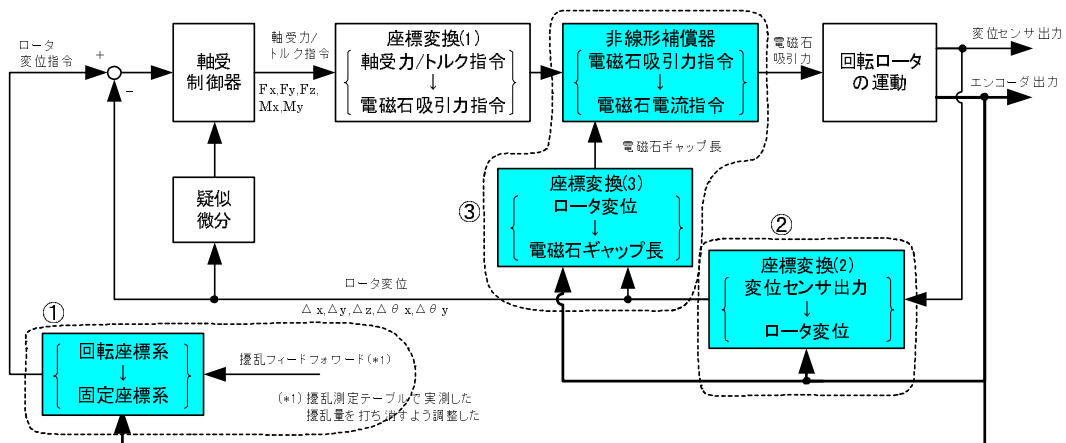 ロータ
変位指令
+
-
軸受
制御器
軸受力/
トルク指令
Fx,Fy,Fz,
Mx,My
座標変換(1)
軸受力/トルク指令
↓
電磁石吸引力指令
非線形補償器
電磁石吸引力指令
↓
電磁石電流指令
電磁石
吸引力
回転ロータ
の運動
変位センサ出力
エンコーダ出力
電磁石ギャップ長
疑似
微分
③
座標変換(3)
ロータ変位
↓
電磁石ギャップ長
②
座標変換(2)
変位センサ出力
↓
ロータ変位
ロータ変位
△x,△y,△z,△θx,△θy
①
回転座標系
↓
固定座標系
擾乱フィードフォワード(*1)
(*1) 擾乱測定テーブルで実測した
擾乱量を打ち消すよう調整した